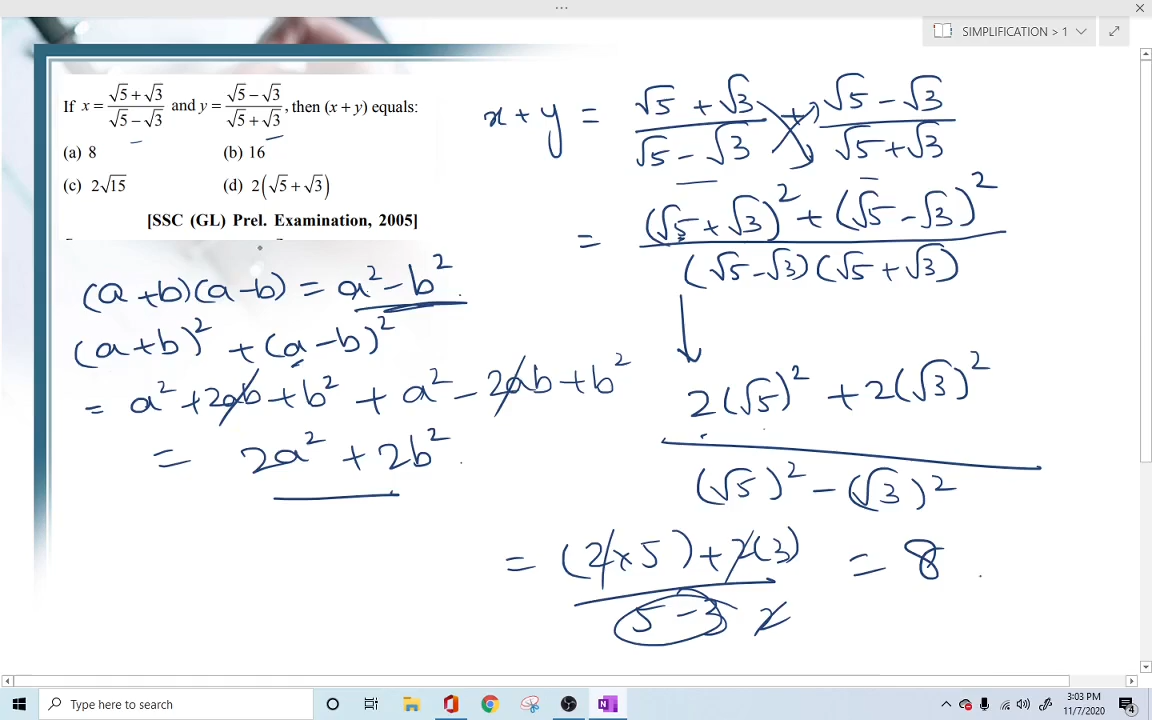 SIMPLIFICATION > 1
If x = (√5 + √3)/(√5 − √3) and y = (√5 − √3)/(√5 + √3), then (x + y) equals:
(a) 8 (b) 16
(c) 2√15 (d) 2(√5 + √3)
[SSC (GL) Prel. Examination, 2005]
x + y = (√5 + √3)/(√5 − √3) + (√5 − √3)/(√5 + √3)
= ((√5 + √3)² + (√5 − √3)²)/((√5 − √3)(√5 + √3))
(a + b)(a − b) = a² − b²
(a + b)² + (a − b)²
= a² + 2ab + b² + a² − 2ab + b²
= 2a² + 2b²
(2(√5)² + 2(√3)²)/((√5)² − (√3)²)
= ((2 × 5) + 2(3))/(5 − 3) 2 = 8
Type here to search
3:03 PM
11/7/2020
4